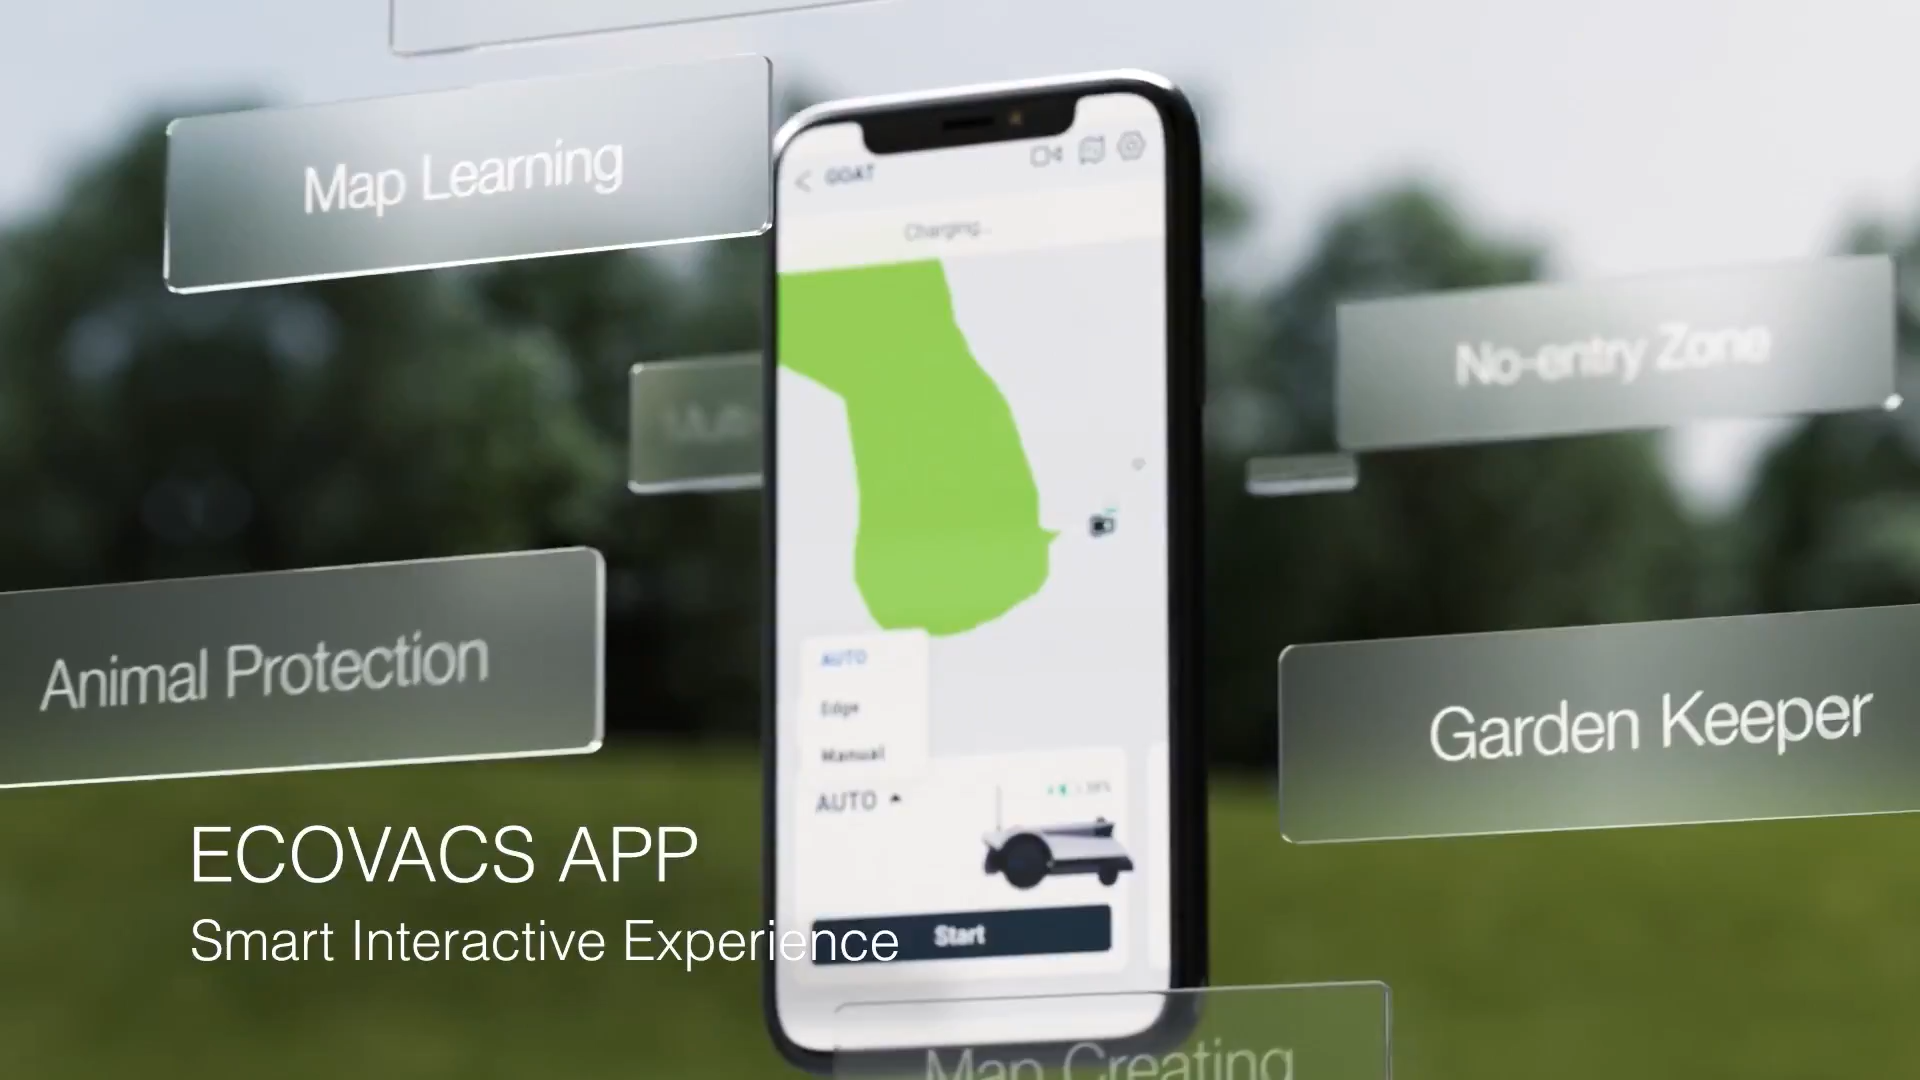 Map Learning
GOAT
Charging...
No-entry Zone
Animal Protection
AUTO
Edge
Manual
AUTO
Garden Keeper
ECOVACS APP
Smart Interactive Experience
Start
Map Creating